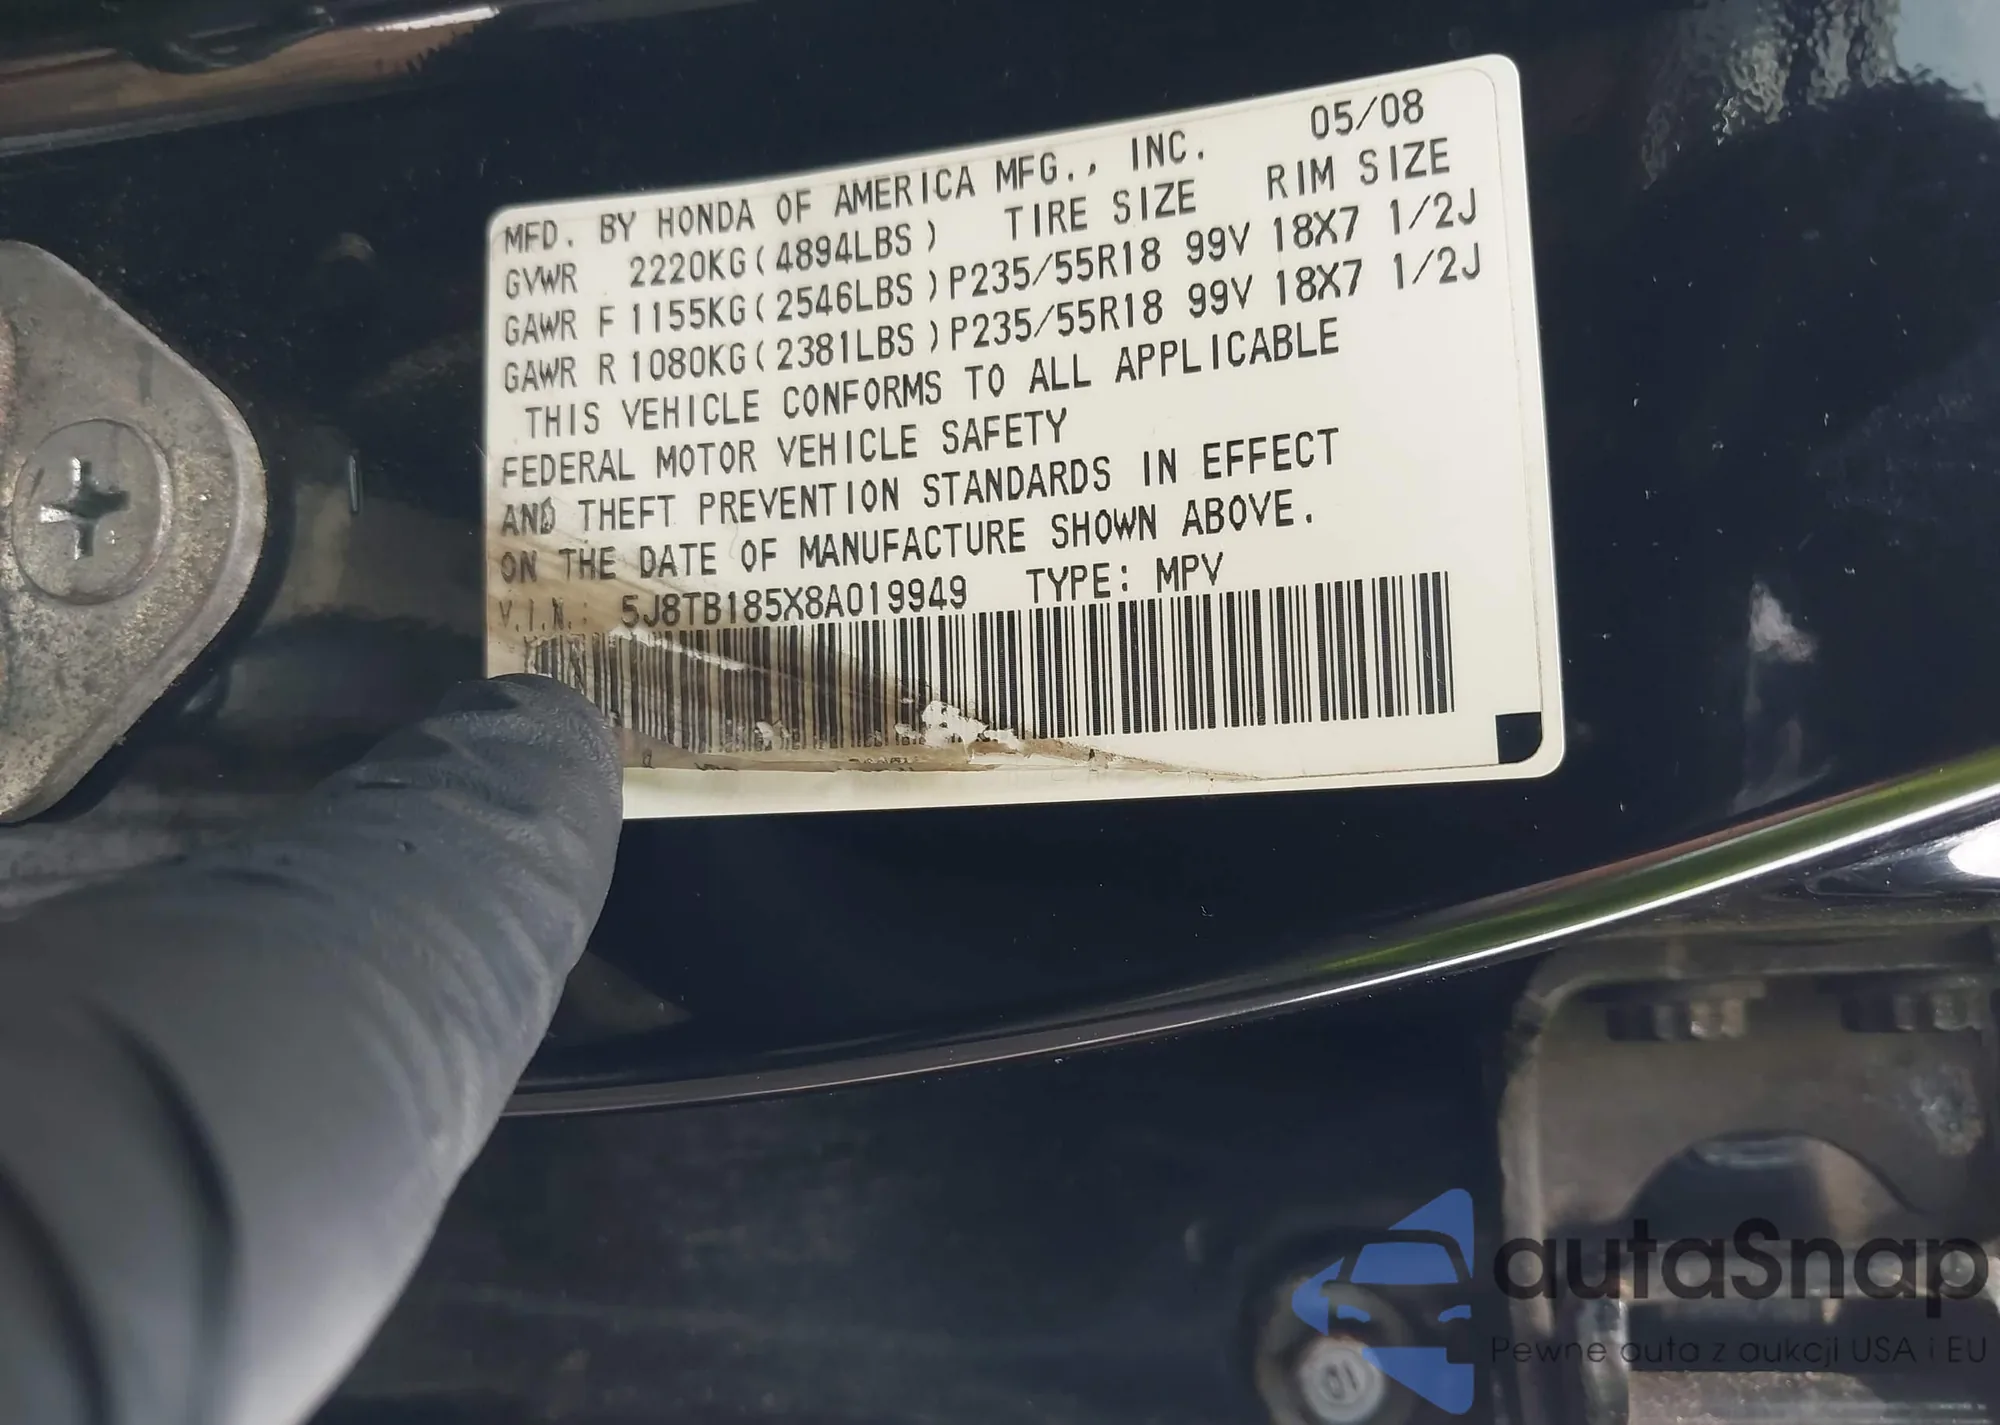 05/08
MFD. BY HONDA OF AMERICA MFG., INC.
GVWR 2220KG(4894LBS) TIRE SIZE RIM SIZE
GAWR F 1155KG(2546LBS)P235/55R18 99V 18X7 1/2J
GAWR R 1080KG(2381LBS)P235/55R18 99V 18X7 1/2J
THIS VEHICLE CONFORMS TO ALL APPLICABLE
FEDERAL MOTOR VEHICLE SAFETY
AND THEFT PREVENTION STANDARDS IN EFFECT
ON THE DATE OF MANUFACTURE SHOWN ABOVE.
V.I.N.: 5J8TB185X8A019949 TYPE: MPV
autaSnap
Pewne auta z aukcji USA i EU